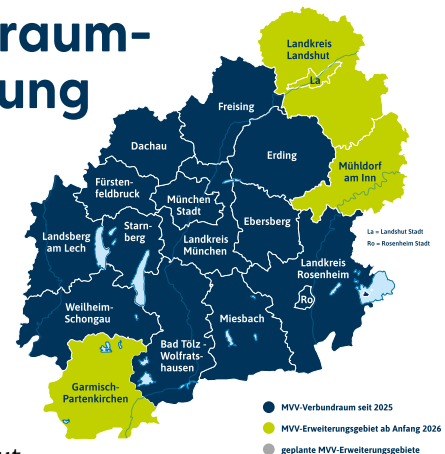 raum-
ung
Landkreis
Landshut
La
Freising
Dachau
Erding
Mühldorf
am Inn
Fürsten-
feldbruck
München
Stadt
Ebersberg
La = Landshut Stadt
Ro = Rosenheim Stadt
Landsberg
am Lech
Starn-
berg
Landkreis
München
Landkreis
Rosenheim
Ro
Weilheim-
Schongau
Miesbach
Bad Tölz -
Wolfrats-
hausen
Garmisch-
Partenkirchen
MVV-Verbundraum seit 2025
MVV-Erweiterungsgebiet ab Anfang 2026
geplante MVV-Erweiterungsgebiete